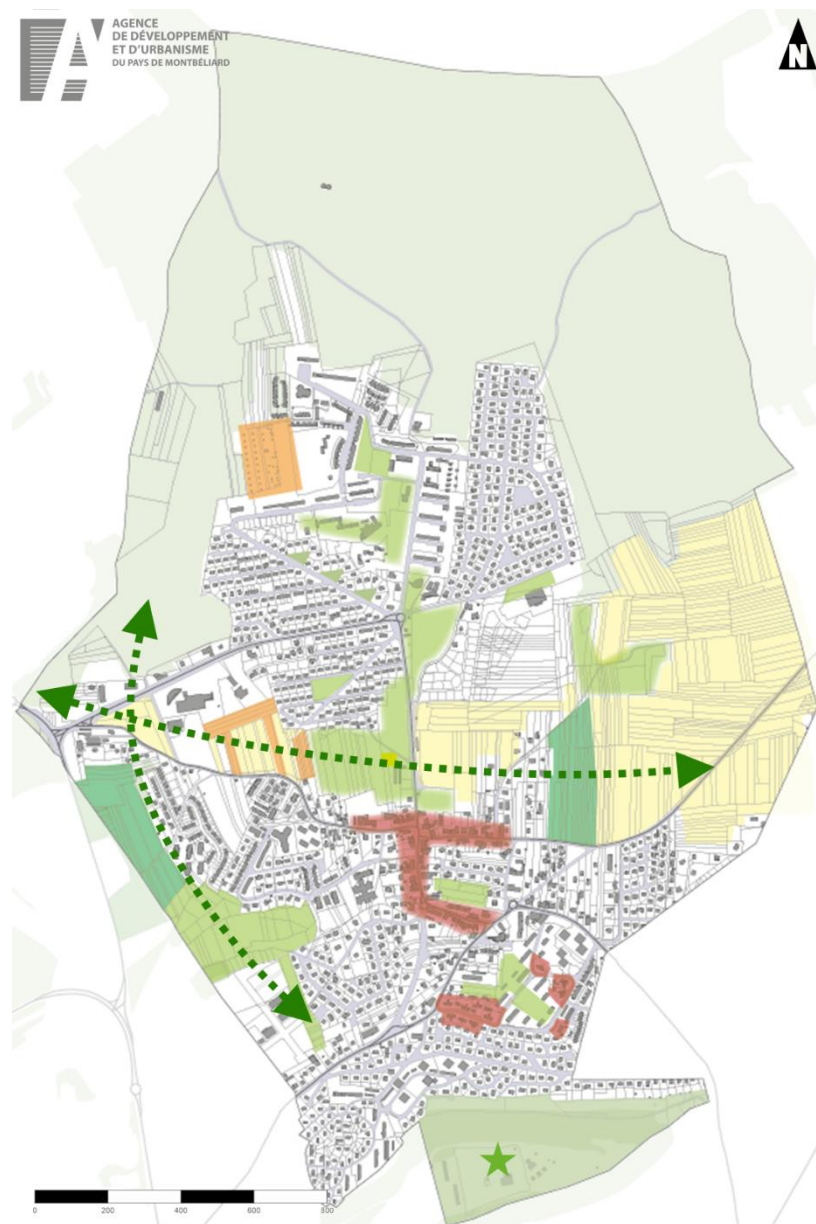 AGENCE
DE DÉVELOPPEMENT
ET D'URBANISME
DU PAYS DE MONTBÉLIARD
N
0 200 400 600 800